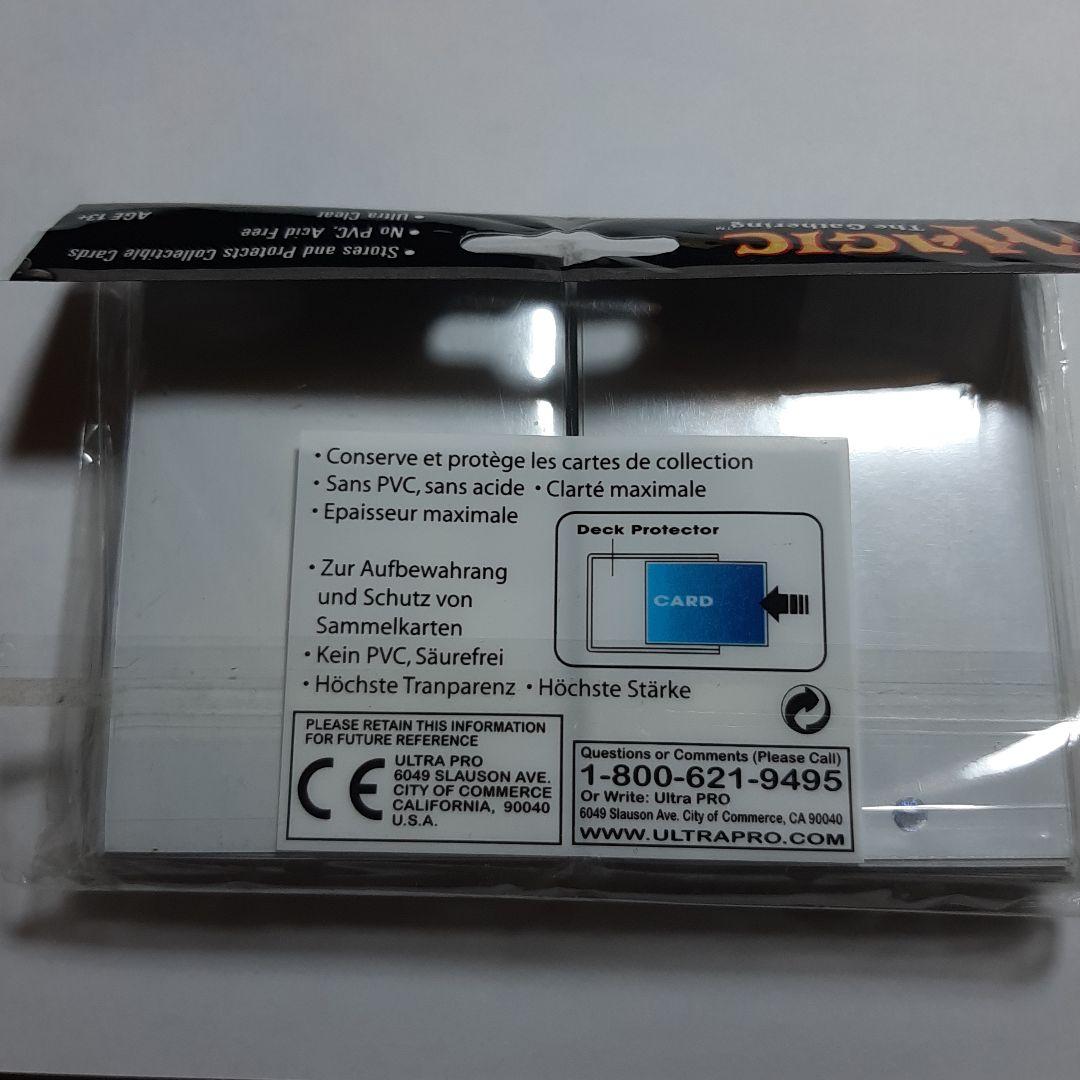 AGE 13+
• Ultra Clear
• No PVC, Acid Free
• Stores and Protects Collectible Cards
MAGIC
The Gathering™
• Conserve et protège les cartes de collection
• Sans PVC, sans acide • Clarté maximale
• Epaisseur maximale
Deck Protector
CARD
• Zur Aufbewahrang
und Schutz von
Sammelkarten
• Kein PVC, Säurefrei
• Höchste Tranparenz • Höchste Stärke
PLEASE RETAIN THIS INFORMATION
FOR FUTURE REFERENCE
CE
ULTRA PRO
6049 SLAUSON AVE.
CITY OF COMMERCE
CALIFORNIA, 90040
U.S.A.
Questions or Comments (Please Call)
1-800-621-9495
Or Write: Ultra PRO
6049 Slauson Ave. City of Commerce, CA 90040
WWW.ULTRAPRO.COM